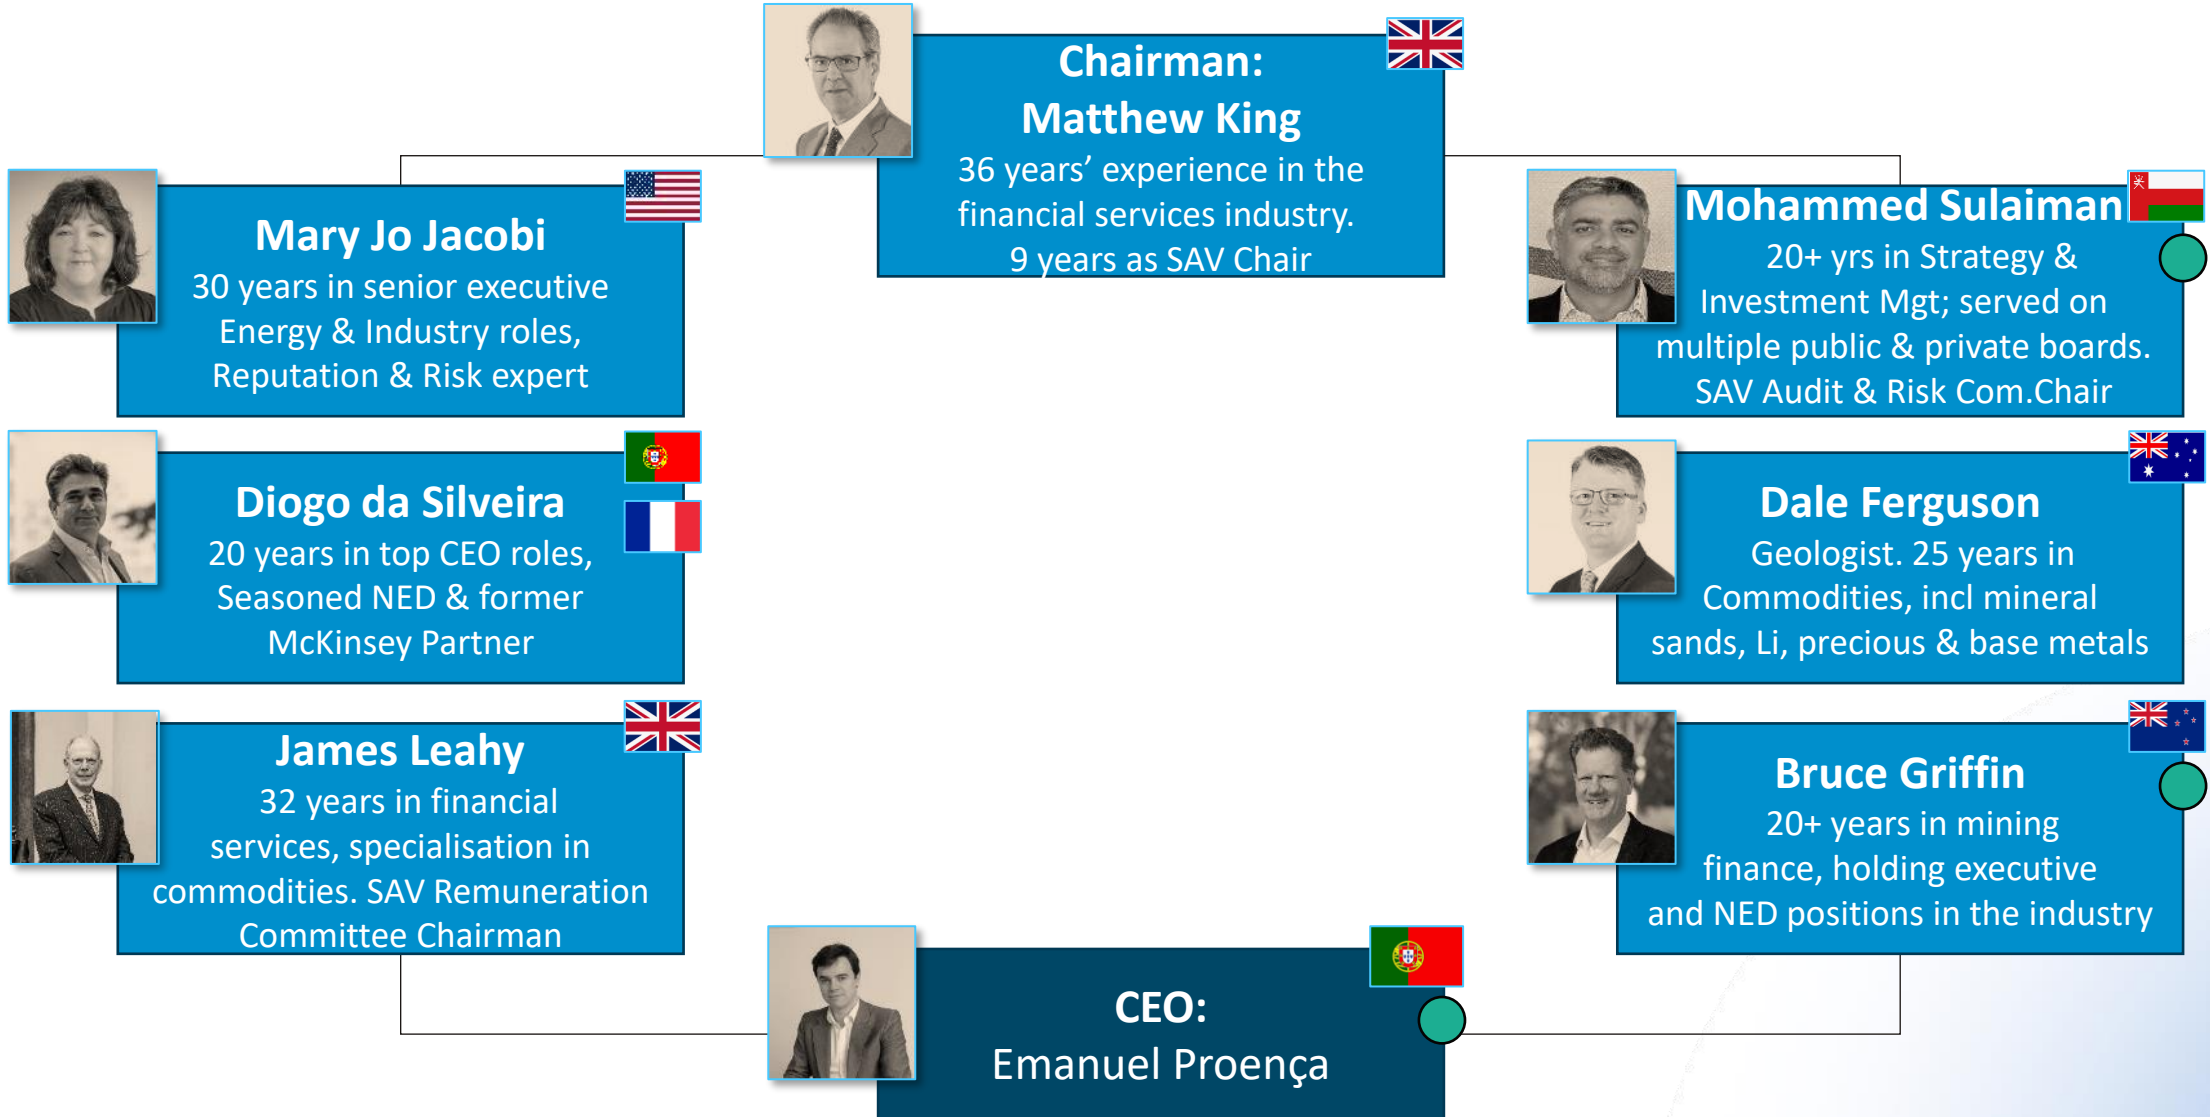 Chairman:
Matthew King
36 years’ experience in the
financial services industry.
9 years as SAV Chair
Mary Jo Jacobi
30 years in senior executive
Energy & Industry roles,
Reputation & Risk expert
Mohammed Sulaiman
20+ yrs in Strategy &
Investment Mgt; served on
multiple public & private boards.
SAV Audit & Risk Com.Chair
Diogo da Silveira
20 years in top CEO roles,
Seasoned NED & former
McKinsey Partner
Dale Ferguson
Geologist. 25 years in
Commodities, incl mineral
sands, Li, precious & base metals
James Leahy
32 years in financial
services, specialisation in
commodities. SAV Remuneration
Committee Chairman
Bruce Griffin
20+ years in mining
finance, holding executive
and NED positions in the industry
CEO:
Emanuel Proença